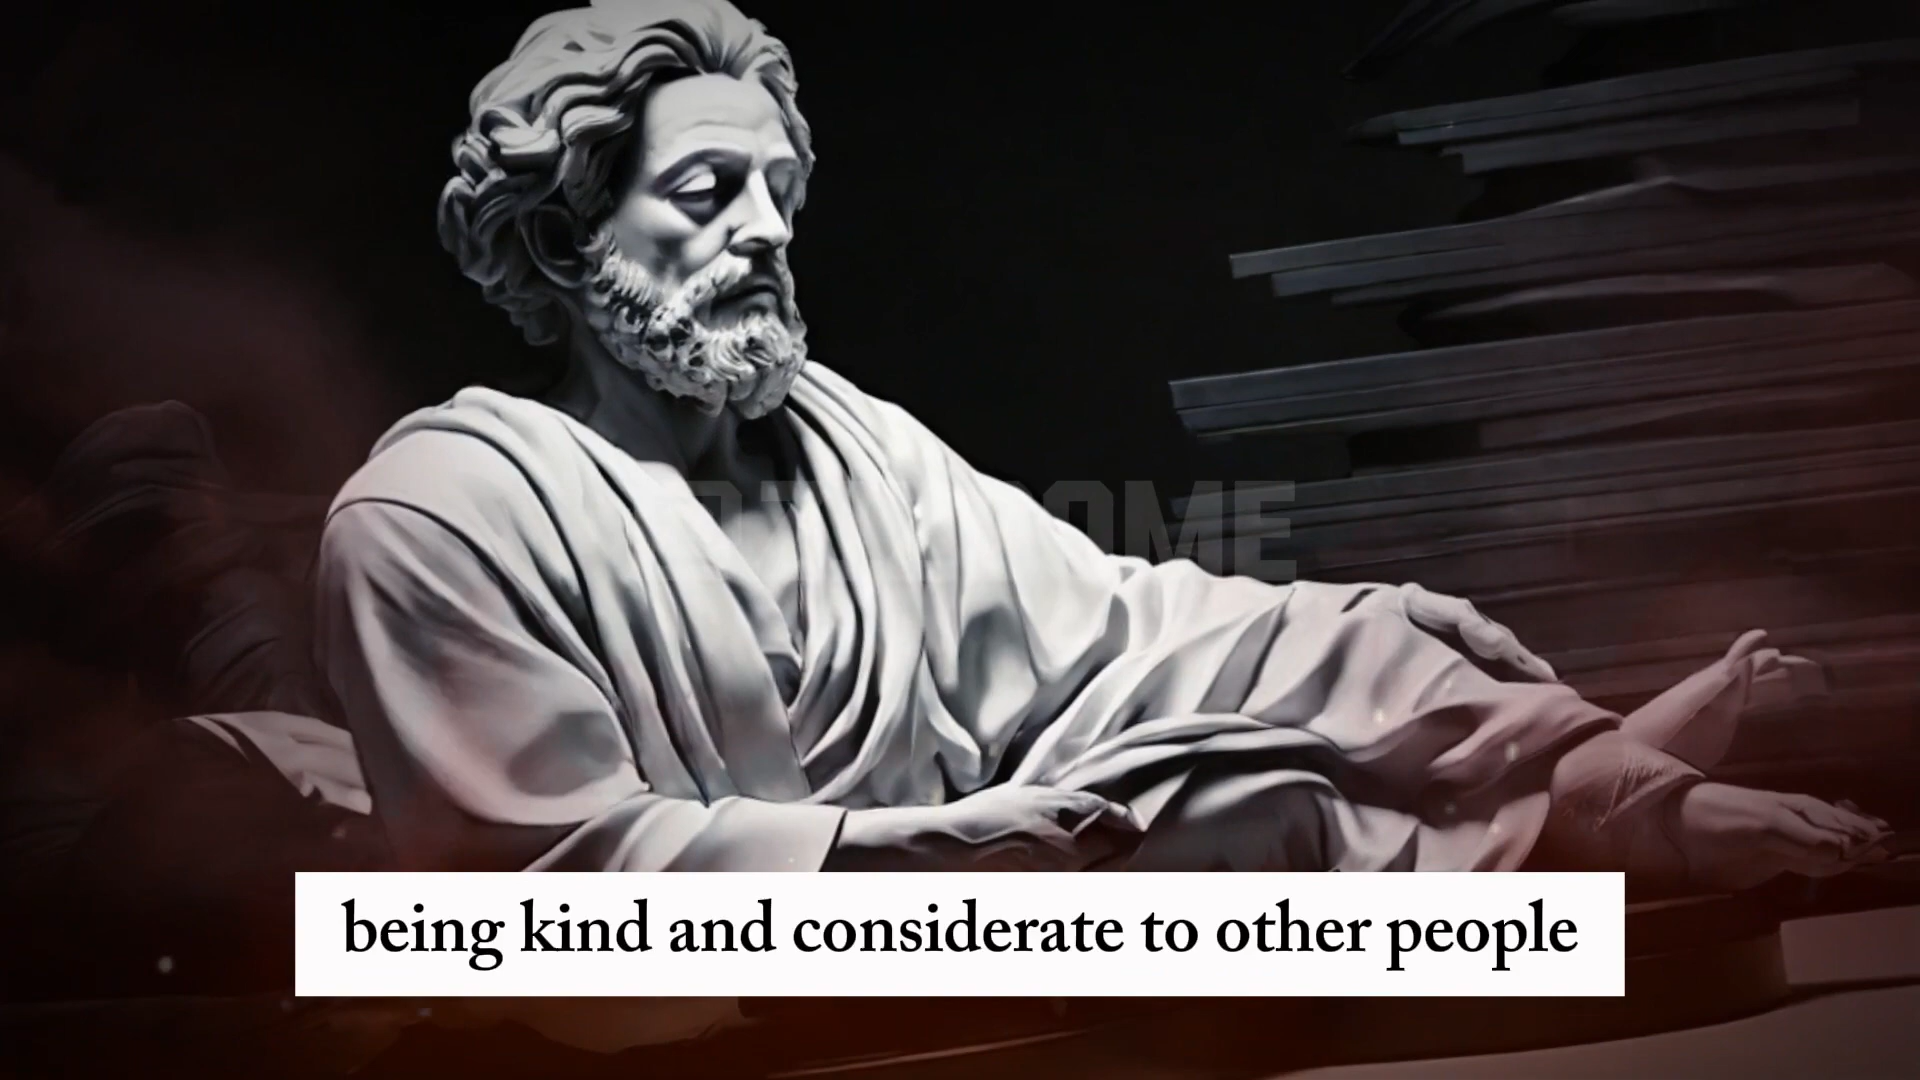 being kind and considerate to other people